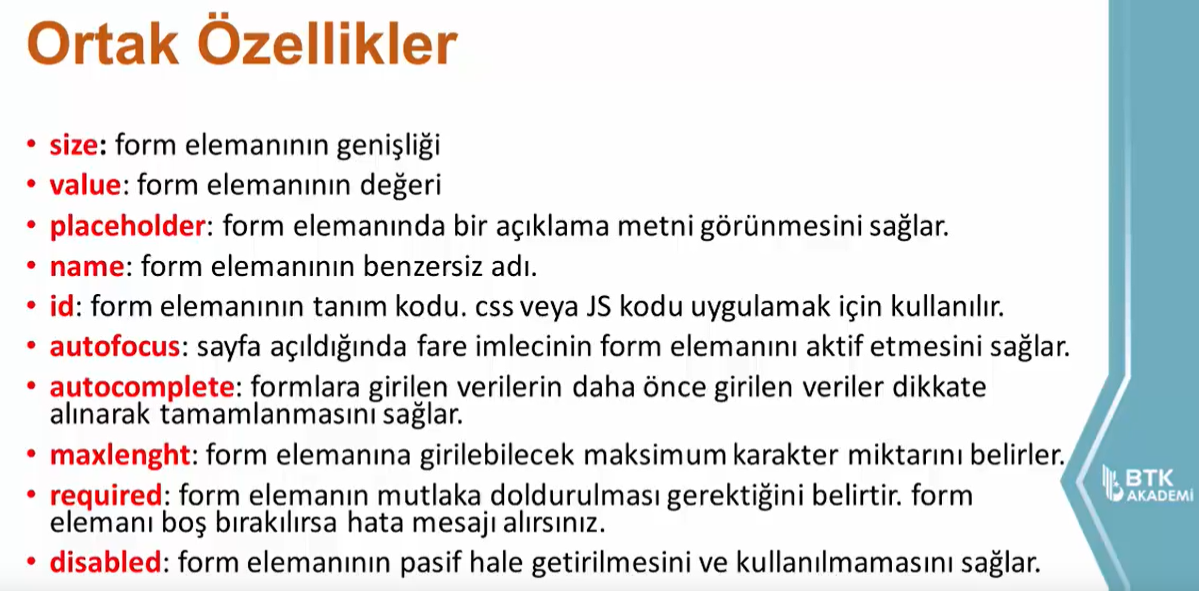 Ortak Özellikler
• size: form elemanının genişliği
• value: form elemanının değeri
• placeholder: form elemanında bir açıklama metni görünmesini sağlar.
• name: form elemanının benzersiz adı.
• id: form elemanının tanım kodu. css veya JS kodu uygulamak için kullanılır.
• autofocus: sayfa açıldığında fare imlecinin form elemanını aktif etmesini sağlar.
• autocomplete: formlara girilen verilerin daha önce girilen veriler dikkate
alınarak tamamlanmasını sağlar.
• maxlenght: form elemanına girilebilecek maksimum karakter miktarını belirler.
• required: form elemanın mutlaka doldurulması gerektiğini belirtir. form
elemanı boş bırakılırsa hata mesajı alırsınız.
• disabled: form elemanının pasif hale getirilmesini ve kullanılmamasını sağlar.
BTK
AKADEMİ